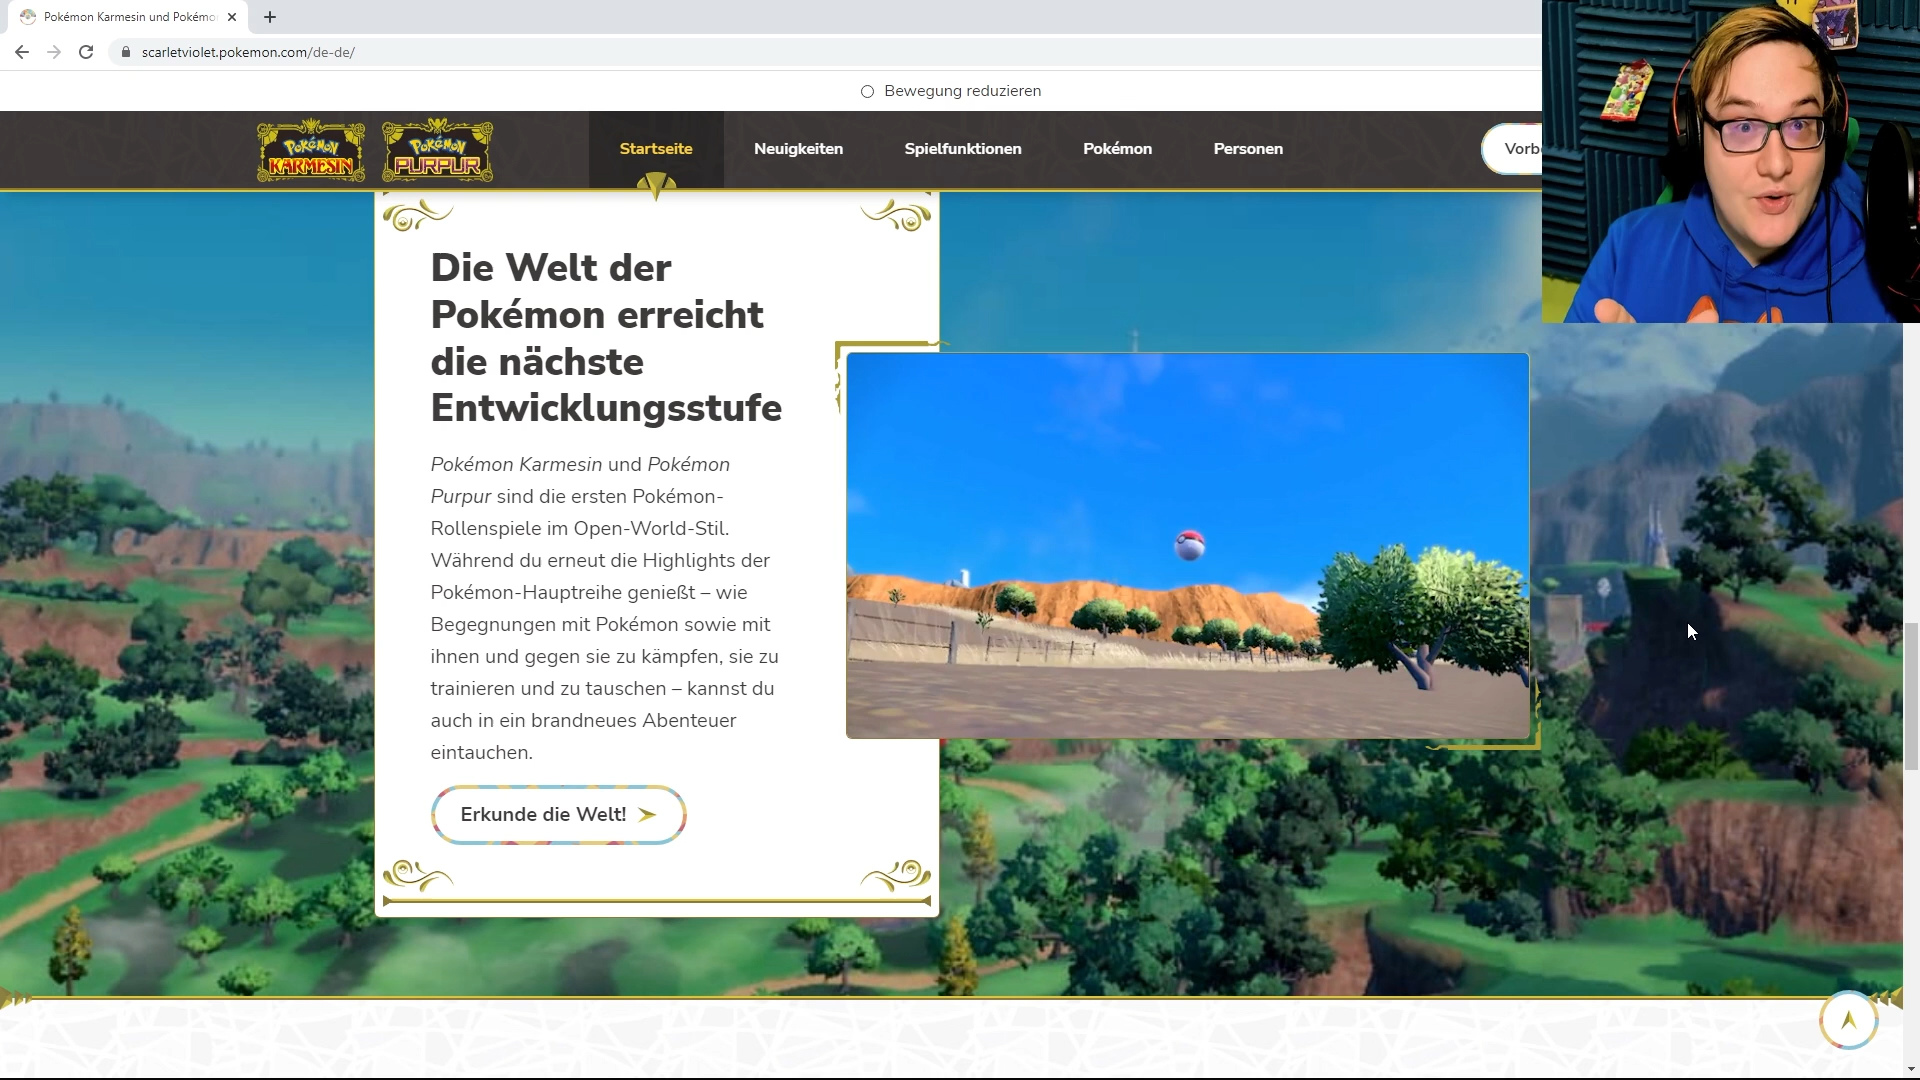 Pokémon Karmesin und Pokémo
scarletviolet.pokemon.com/de-de/
Bewegung reduzieren
POKÉMON KARMESIN
POKÉMON PURPUR
Startseite
Neuigkeiten
Spielfunktionen
Pokémon
Personen
Vorb
Die Welt der
Pokémon erreicht
die nächste
Entwicklungsstufe
Pokémon Karmesin und Pokémon
Purpur sind die ersten Pokémon-
Rollenspiele im Open-World-Stil.
Während du erneut die Highlights der
Pokémon-Hauptreihe genießt – wie
Begegnungen mit Pokémon sowie mit
ihnen und gegen sie zu kämpfen, sie zu
trainieren und zu tauschen – kannst du
auch in ein brandneues Abenteuer
eintauchen.
Erkunde die Welt!